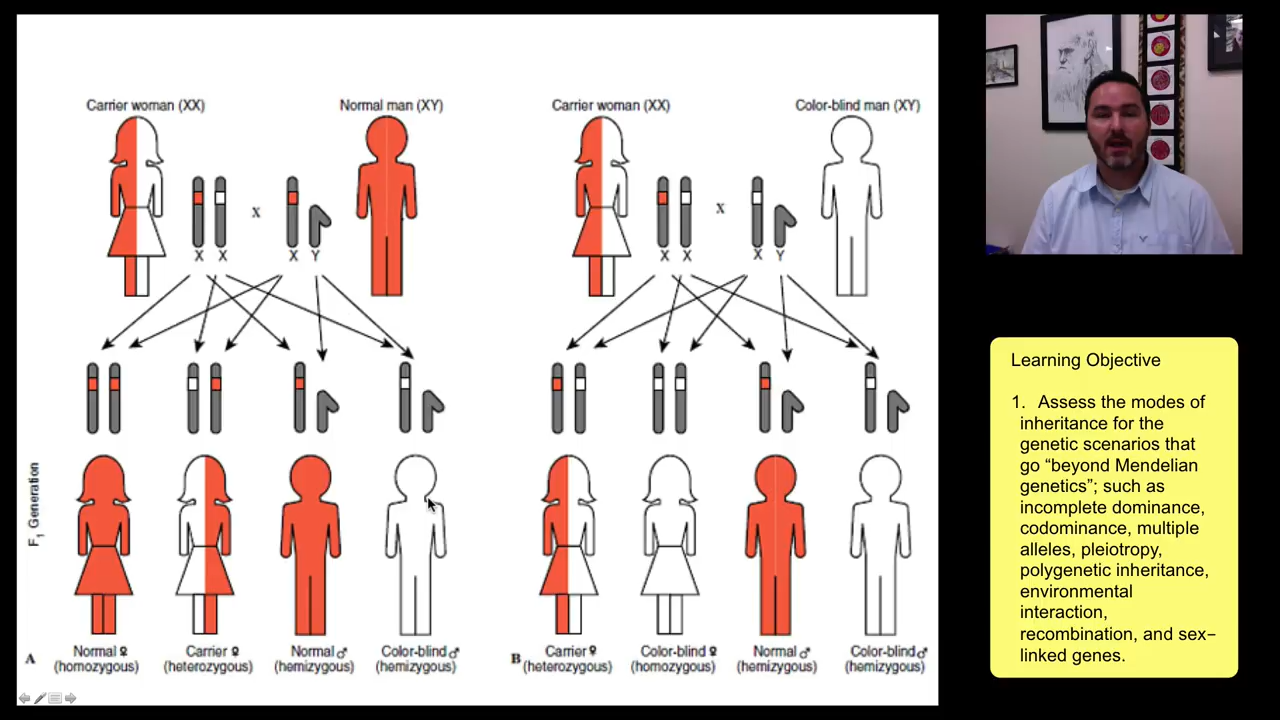 Carrier woman (XX)
Normal man (XY)
Carrier woman (XX)
Color-blind man (XY)
X X x X Y
X X x X Y
F1 Generation
A
Normal ♀
(homozygous)
Carrier ♀
(heterozygous)
Normal ♂
(hemizygous)
Color-blind ♂
(hemizygous)
B
Carrier ♀
(heterozygous)
Color-blind ♀
(homozygous)
Normal ♂
(hemizygous)
Color-blind ♂
(hemizygous)
Learning Objective
1. Assess the modes of
inheritance for the
genetic scenarios that
go “beyond Mendelian
genetics”; such as
incomplete dominance,
codominance, multiple
alleles, pleiotropy,
polygenetic inheritance,
environmental
interaction,
recombination, and sex–
linked genes.